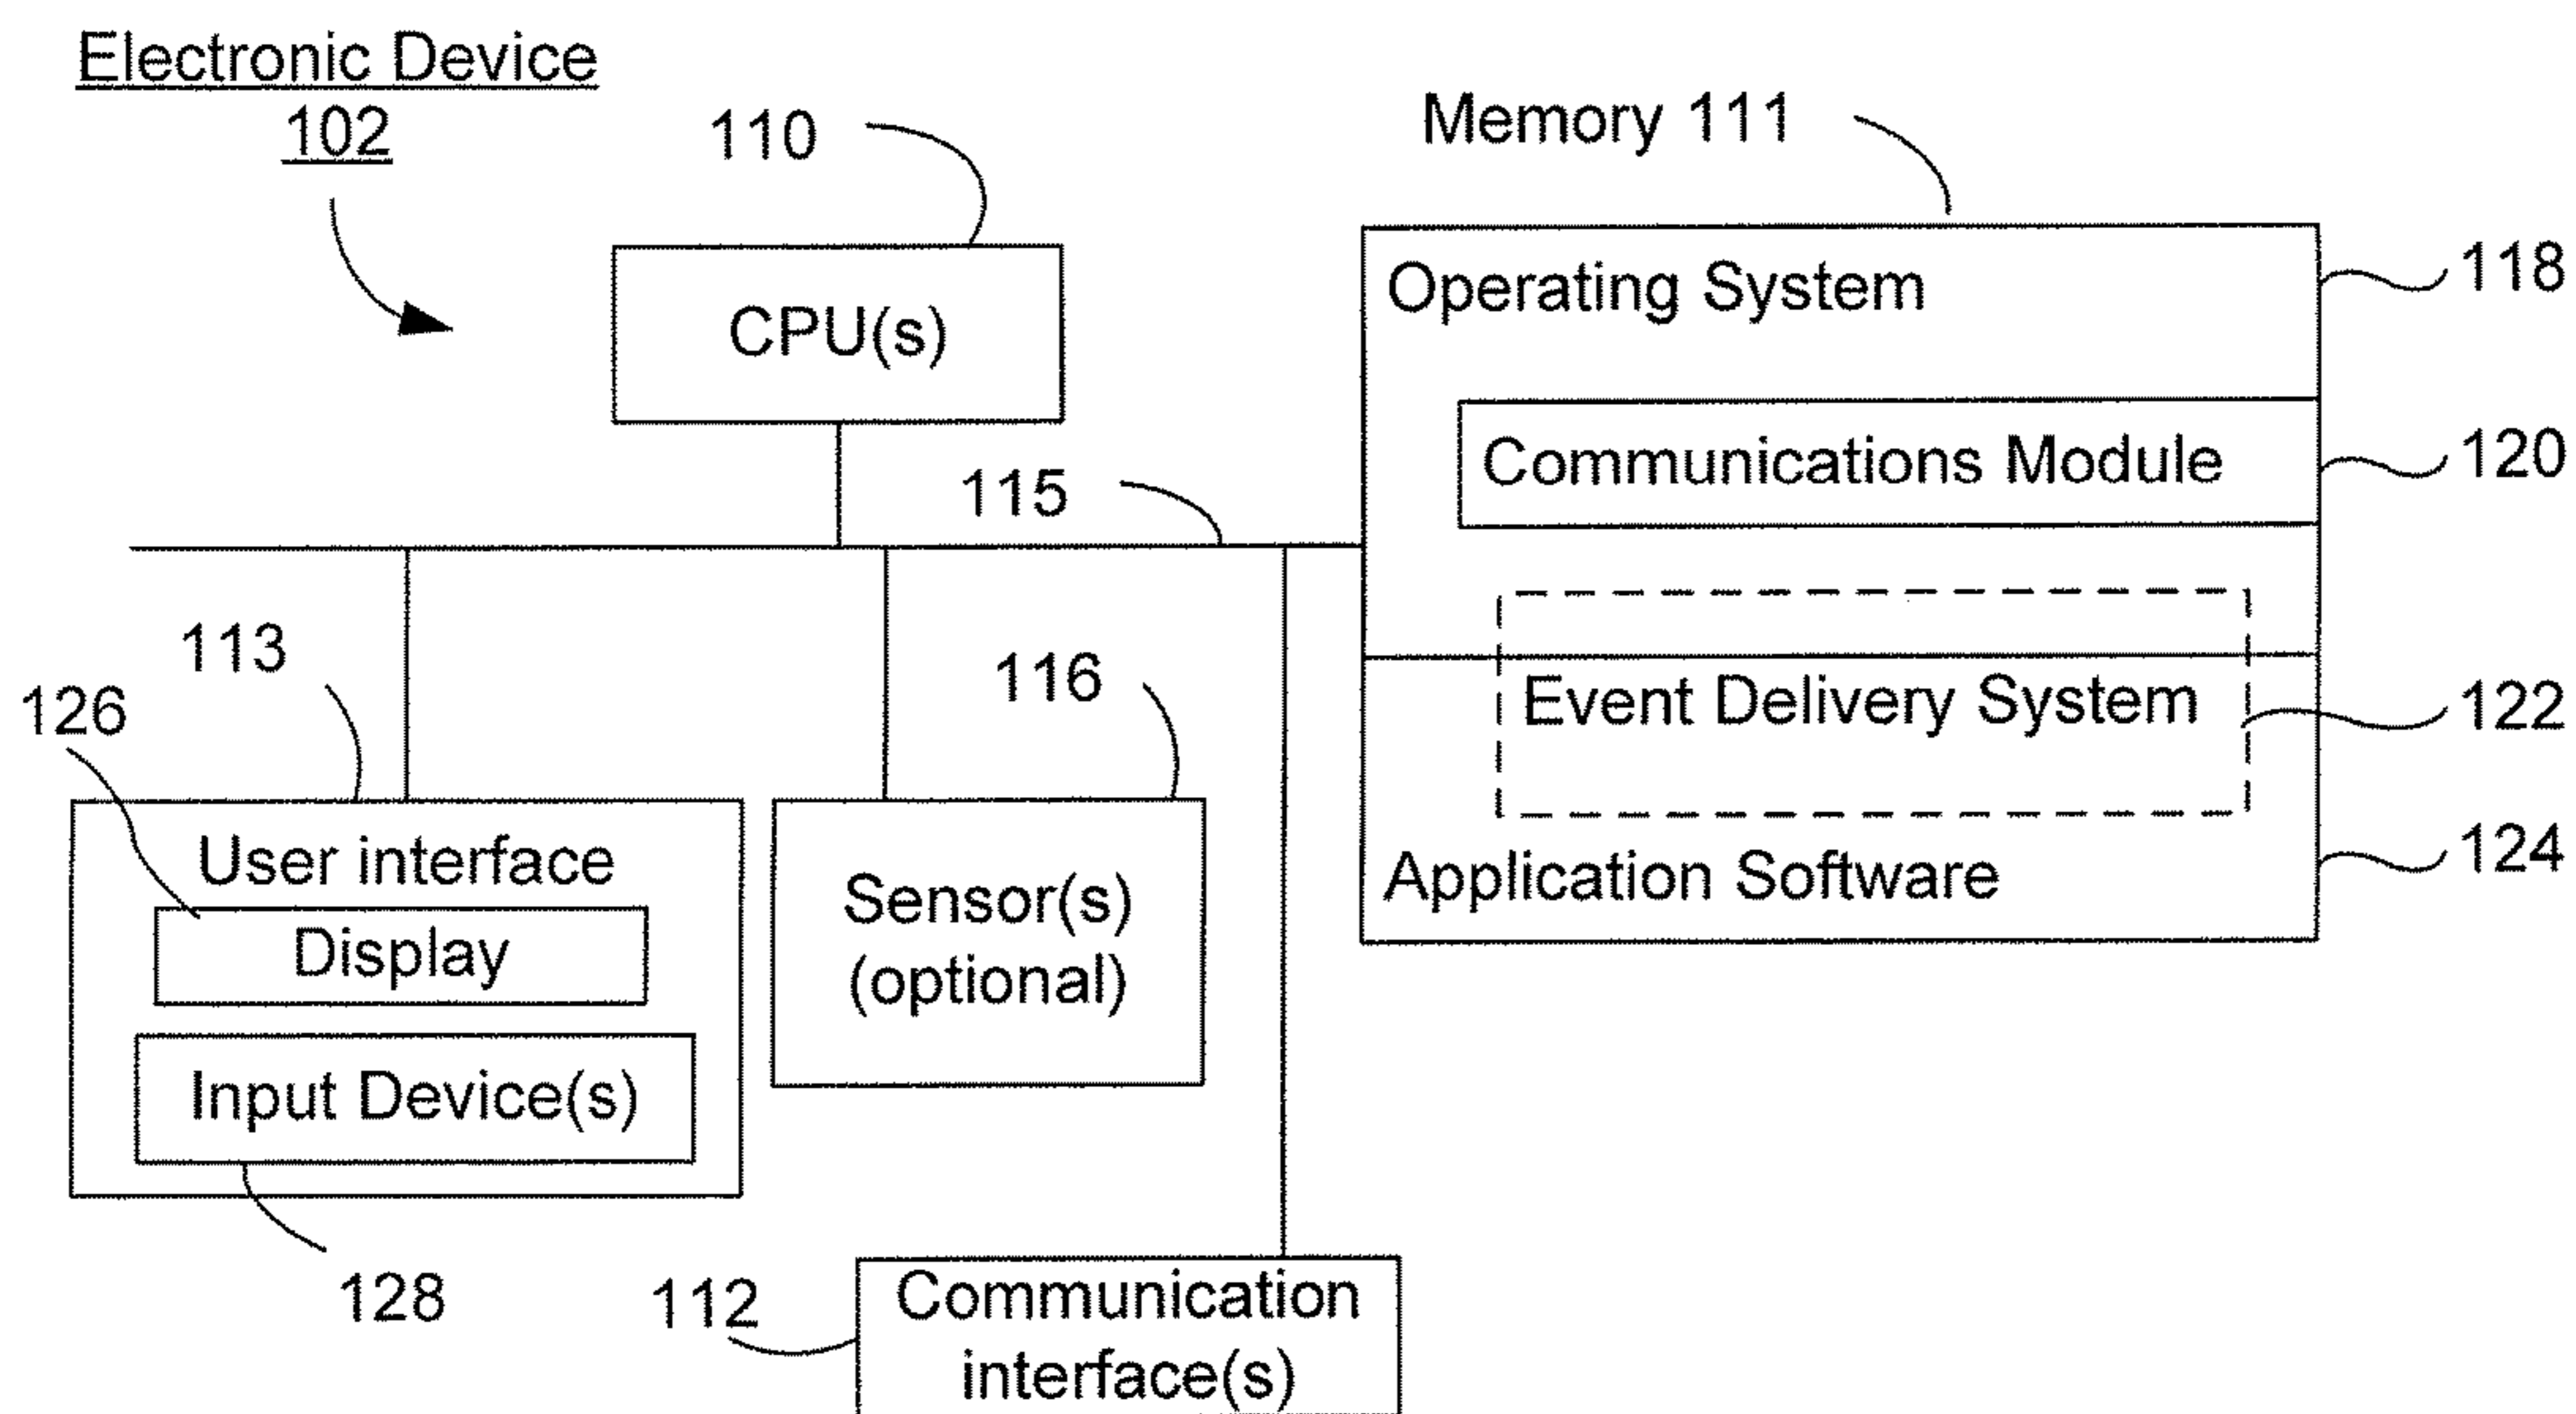 Electronic Device
102
110
Memory 111
CPU(s)
Operating System
118
Communications Module
120
115
113
116
126
Event Delivery System
122
User interface
Display
Input Device(s)
Sensor(s)
(optional)
Application Software
124
128
112
Communication
interface(s)